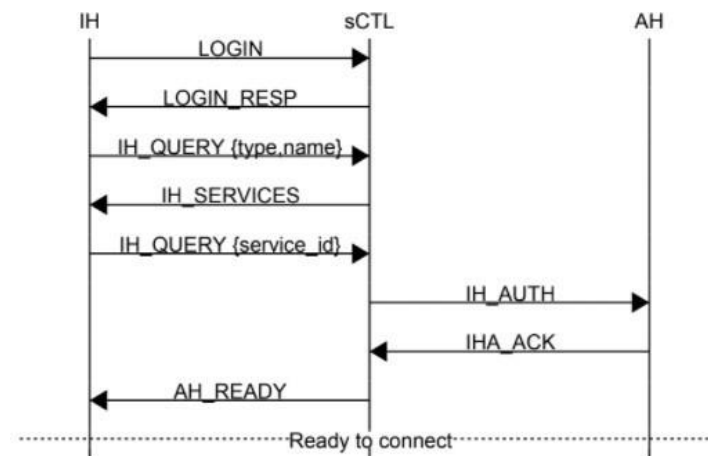 IH sCTL AH
LOGIN
LOGIN_RESP
IH_QUERY {type,name}
IH_SERVICES
IH_QUERY {service_id}
IH_AUTH
IHA_ACK
AH_READY
Ready to connect